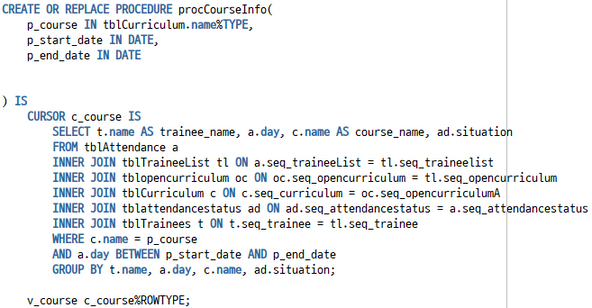 CREATE OR REPLACE PROCEDURE procCourseInfo(
p_course IN tblCurriculum.name%TYPE,
p_start_date IN DATE,
p_end_date IN DATE
) IS
CURSOR c_course IS
SELECT t.name AS trainee_name, a.day, c.name AS course_name, ad.situation
FROM tblAttendance a
INNER JOIN tblTraineeList tl ON a.seq_traineeList = tl.seq_traineelist
INNER JOIN tblopencurriculum oc ON oc.seq_opencurriculum = tl.seq_opencurriculum
INNER JOIN tblCurriculum c ON c.seq_curriculum = oc.seq_opencurriculumA
INNER JOIN tblattendancestatus ad ON ad.seq_attendancestatus = a.seq_attendancestatus
INNER JOIN tblTrainees t ON t.seq_trainee = tl.seq_trainee
WHERE c.name = p_course
AND a.day BETWEEN p_start_date AND p_end_date
GROUP BY t.name, a.day, c.name, ad.situation;
v_course c_course%ROWTYPE;